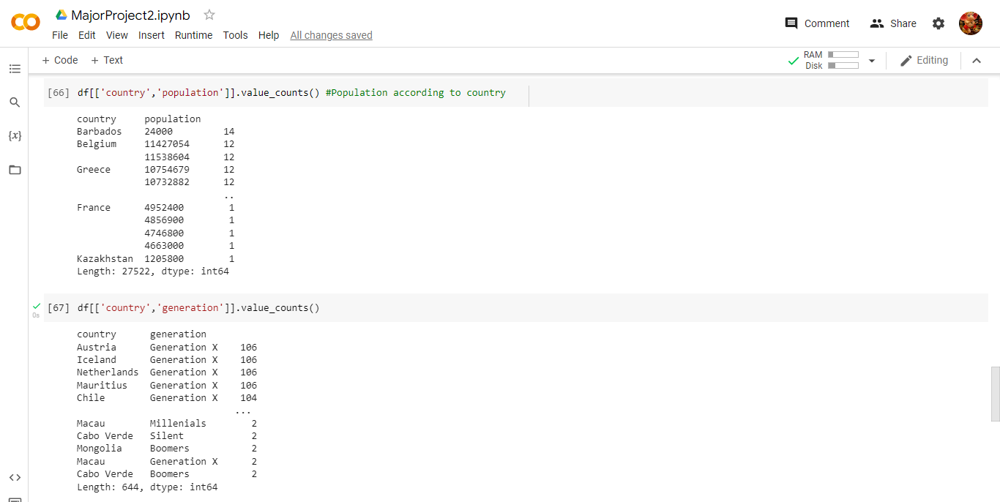 MajorProject2.ipynb
File Edit View Insert Runtime Tools Help All changes saved
Comment Share
+ Code + Text
RAM
Disk
Editing
[66] df[['country','population']].value_counts() #Population according to country
country population
Barbados 24000 14
Belgium 11427054 12
11538604 12
Greece 10754679 12
10732882 12
..
France 4952400 1
4856900 1
4746800 1
4663000 1
Kazakhstan 1205800 1
Length: 27522, dtype: int64
[67] df[['country','generation']].value_counts()
0s
country generation
Austria Generation X 106
Iceland Generation X 106
Netherlands Generation X 106
Mauritius Generation X 106
Chile Generation X 104
...
Macau Millenials 2
Cabo Verde Silent 2
Mongolia Boomers 2
Macau Generation X 2
Cabo Verde Boomers 2
Length: 644, dtype: int64